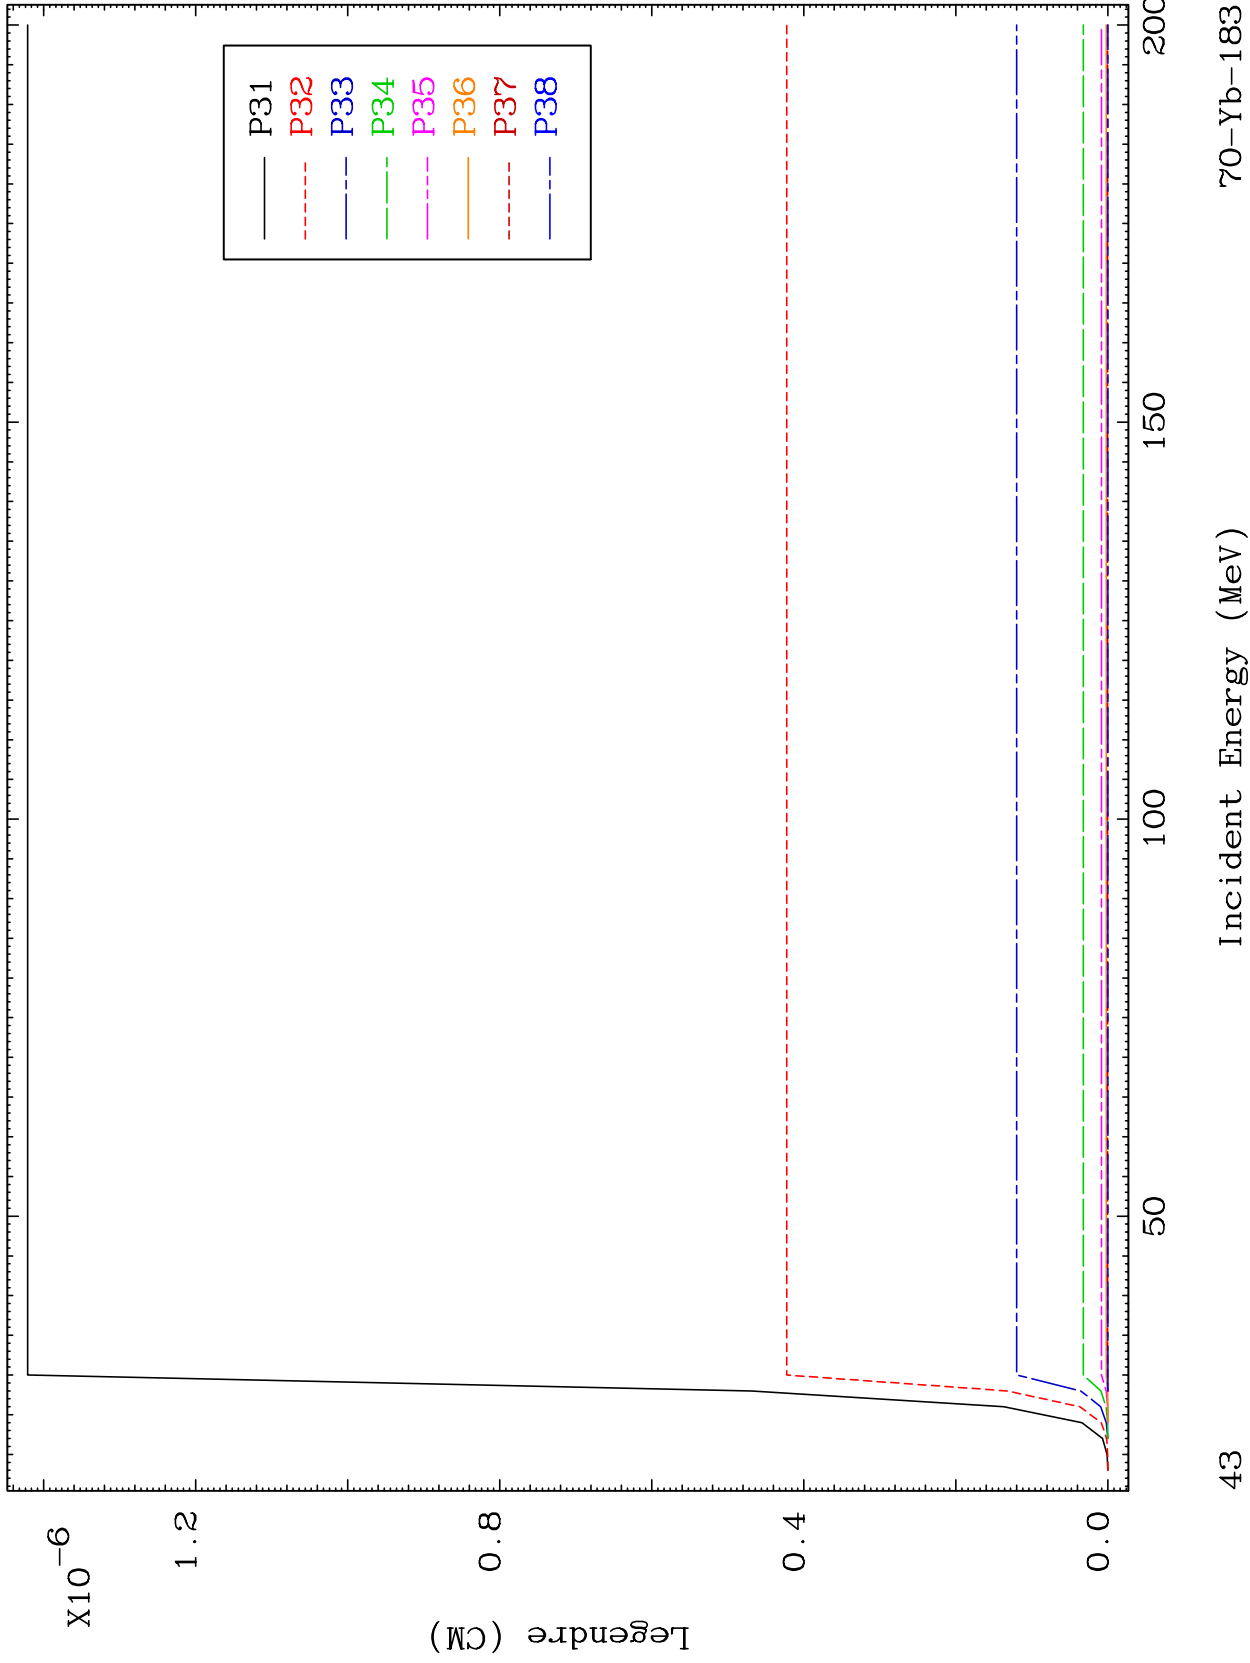 X10⁻⁶
1.2
0.8
0.4
0.0
Legendre (CM)
P31
P32
P33
P34
P35
P36
P37
P38
50
100
150
200
Incident Energy (MeV)
43
70-Yb-183